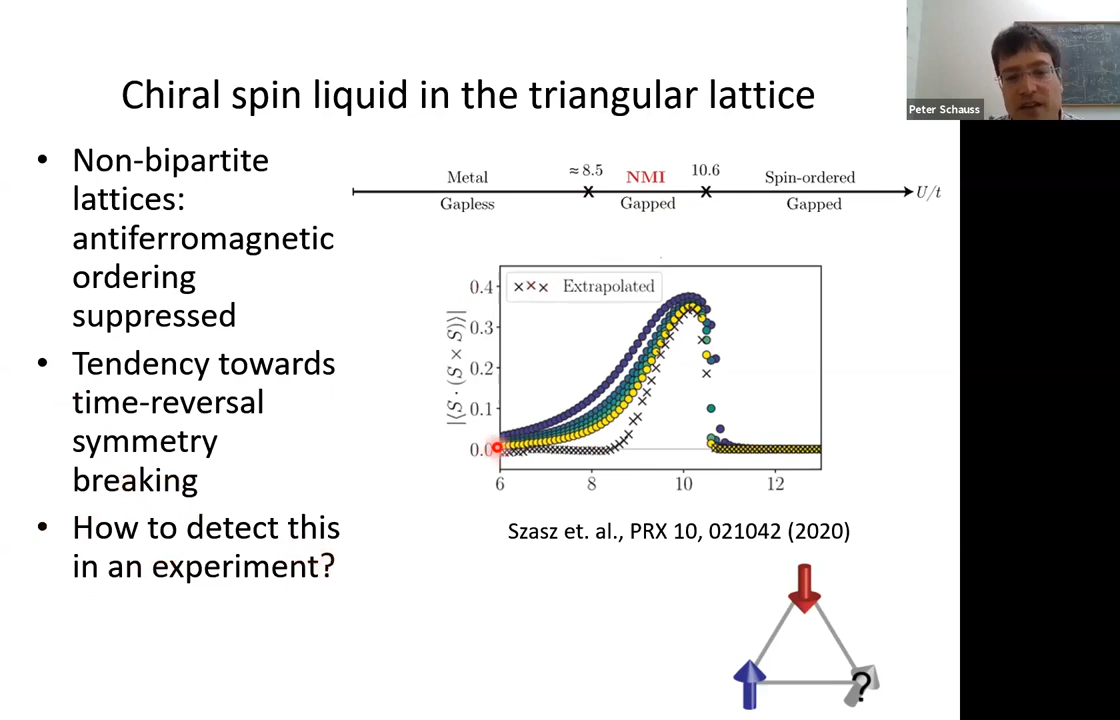 Chiral spin liquid in the triangular lattice
Peter Schauss
• Non-bipartite
lattices:
antiferromagnetic
ordering
suppressed
• Tendency towards
time-reversal
symmetry
breaking
• How to detect this
in an experiment?
Metal
≈ 8.5
NMI
10.6
Spin-ordered
Gapless
Gapped
Gapped
U/t
××× Extrapolated
|⟨S · (S × S)⟩|
0.4
0.3
0.2
0.1
0.0
6 8 10 12
Szasz et. al., PRX 10, 021042 (2020)
?